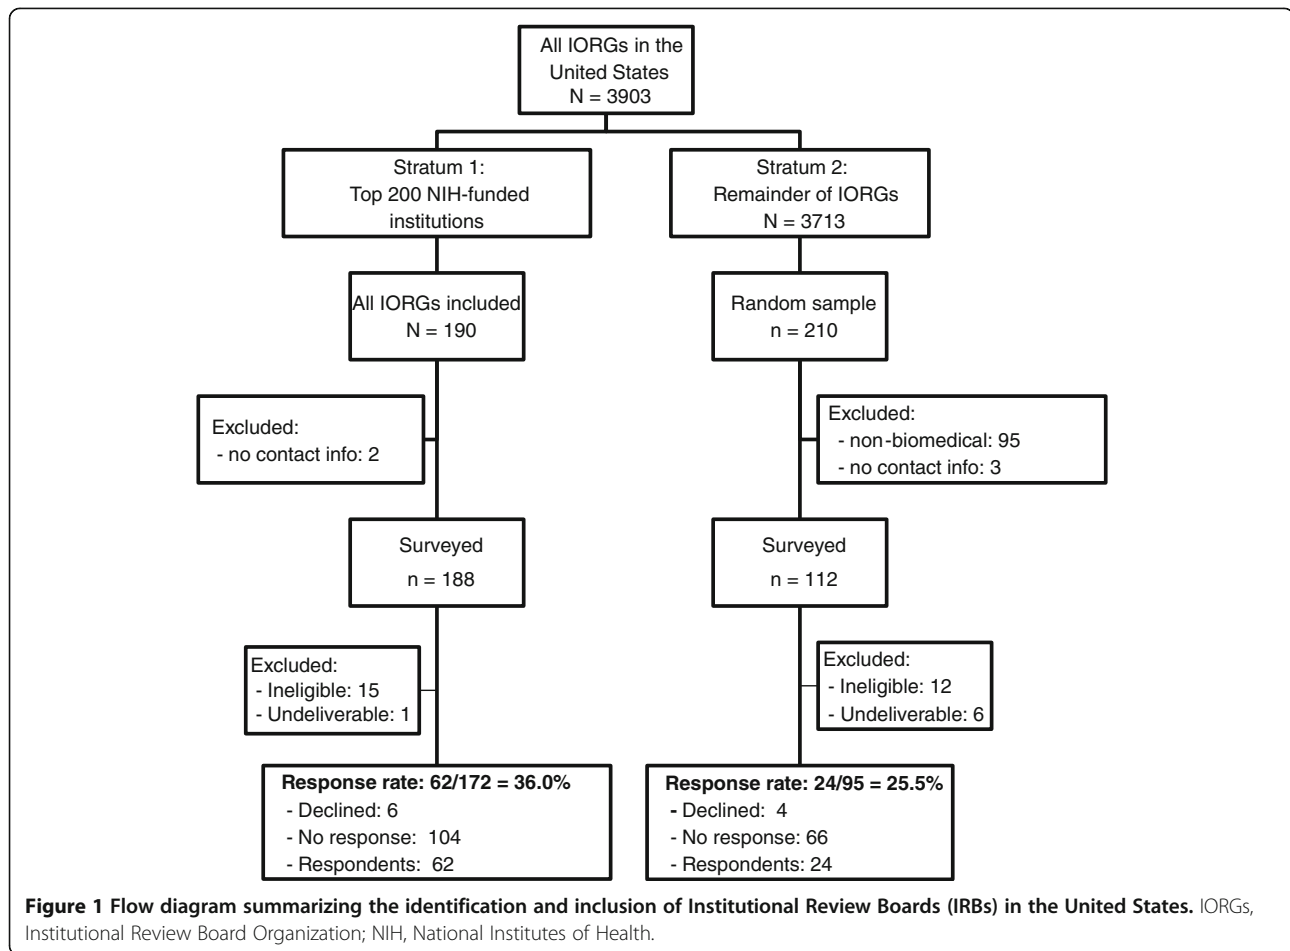 All IORGs in the
United States
N = 3903
Stratum 1:
Top 200 NIH-funded
institutions
Stratum 2:
Remainder of IORGs
N = 3713
All IORGs included
N = 190
Random sample
n = 210
Excluded:
- no contact info: 2
Excluded:
- non-biomedical: 95
- no contact info: 3
Surveyed
n = 188
Surveyed
n = 112
Excluded:
- Ineligible: 15
- Undeliverable: 1
Excluded:
- Ineligible: 12
- Undeliverable: 6
Response rate: 62/172 = 36.0%
- Declined: 6
- No response: 104
- Respondents: 62
Response rate: 24/95 = 25.5%
- Declined: 4
- No response: 66
- Respondents: 24
Figure 1 Flow diagram summarizing the identification and inclusion of Institutional Review Boards (IRBs) in the United States. IORGs,
Institutional Review Board Organization; NIH, National Institutes of Health.